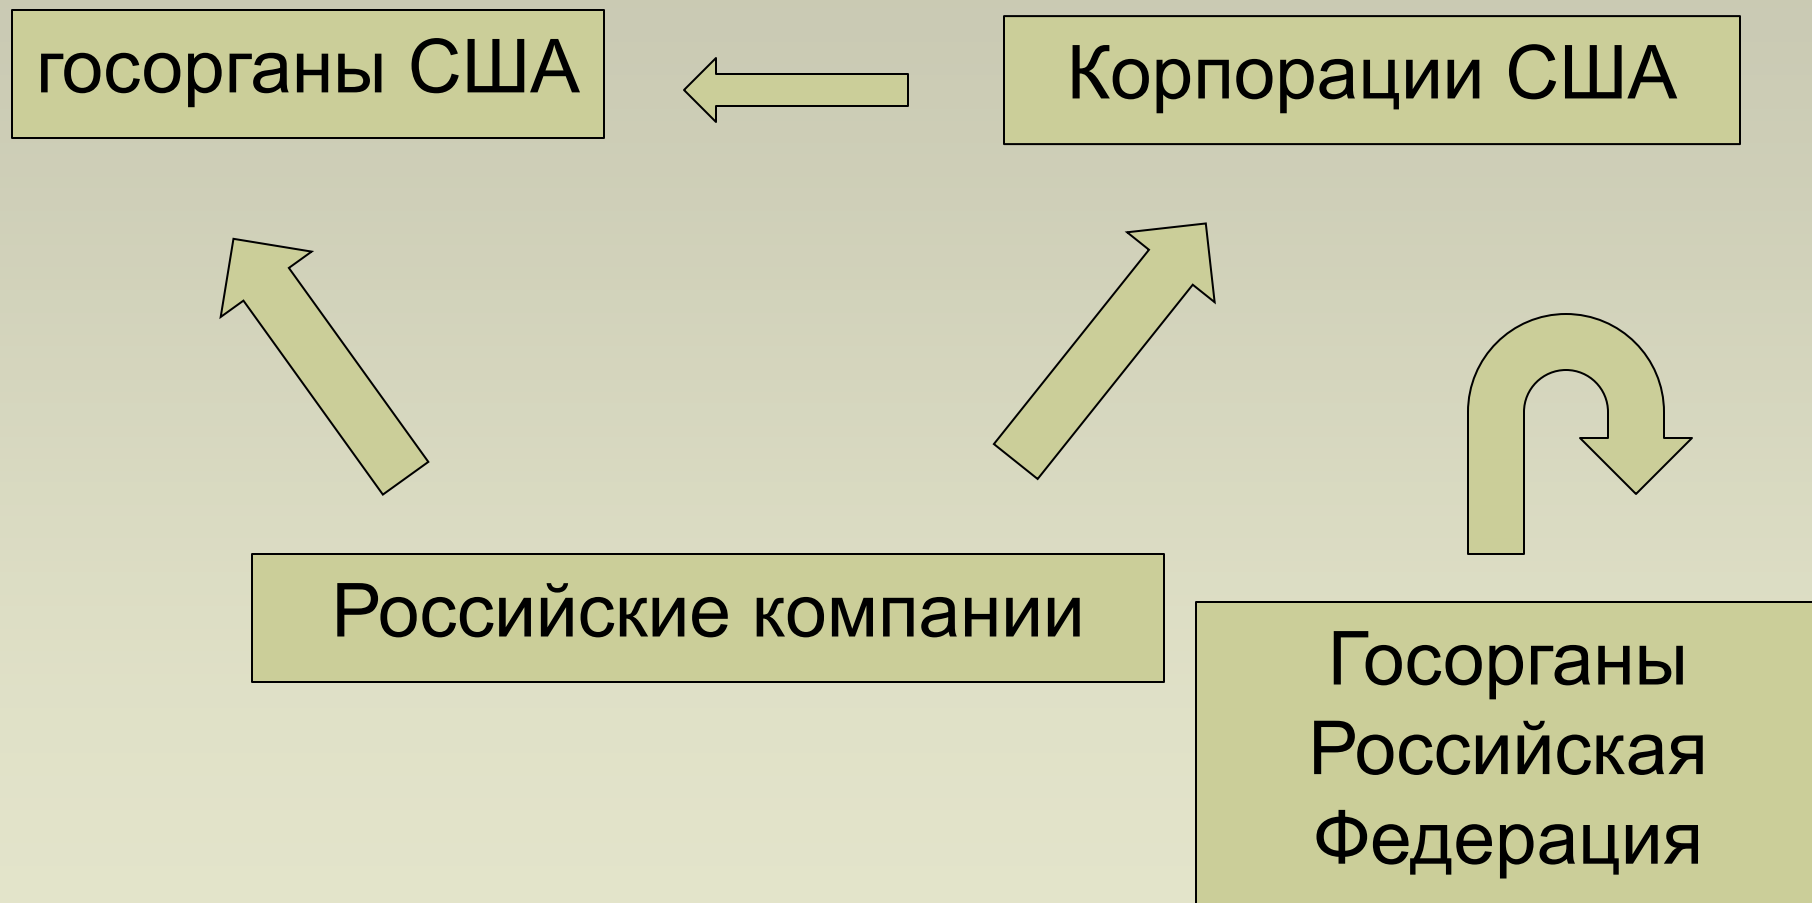 госорганы США
Корпорации США
Российские компании
Госорганы
Российская
Федерация